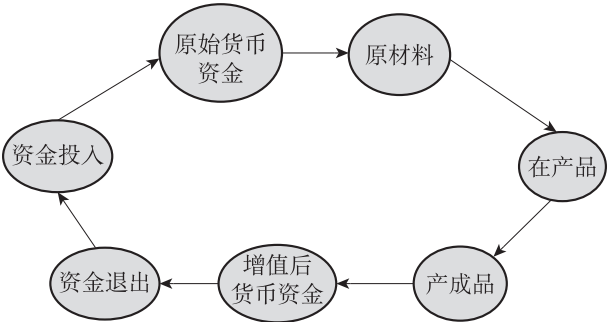 原始货币
资金
原材料
资金投入
在产品
增值后
货币资金
资金退出
产成品